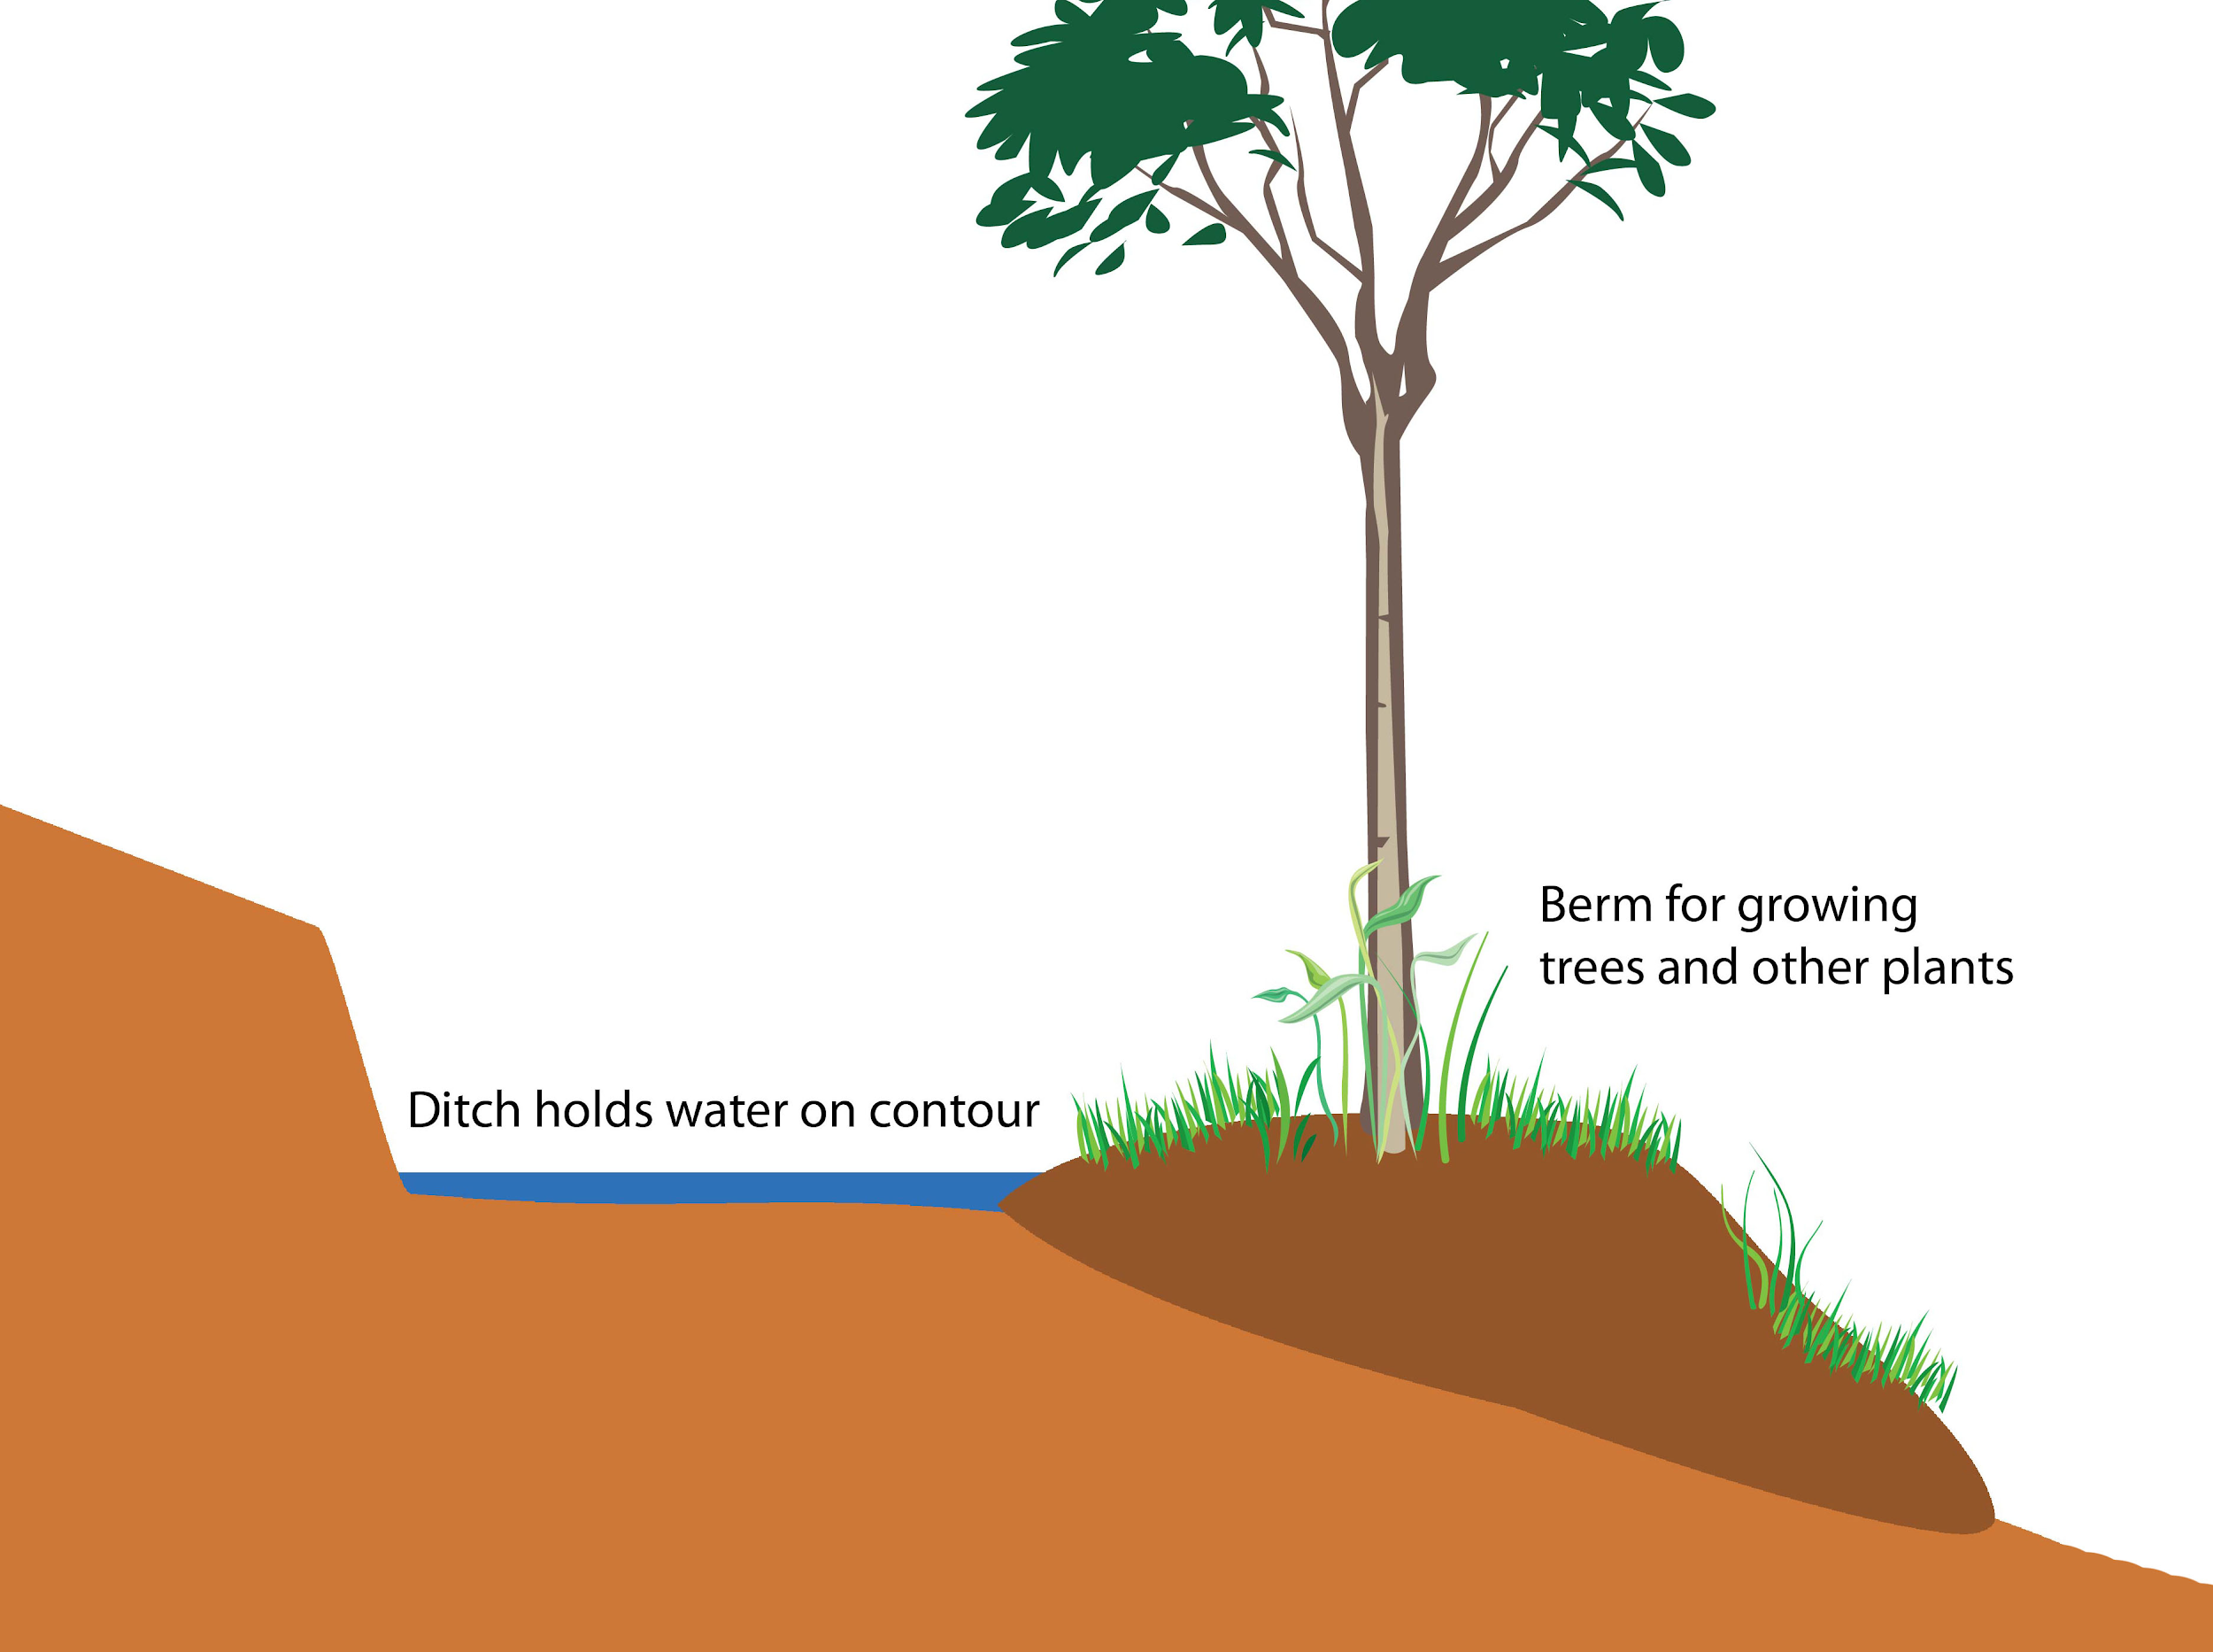 Berm for growing
trees and other plants
Ditch holds water on contour